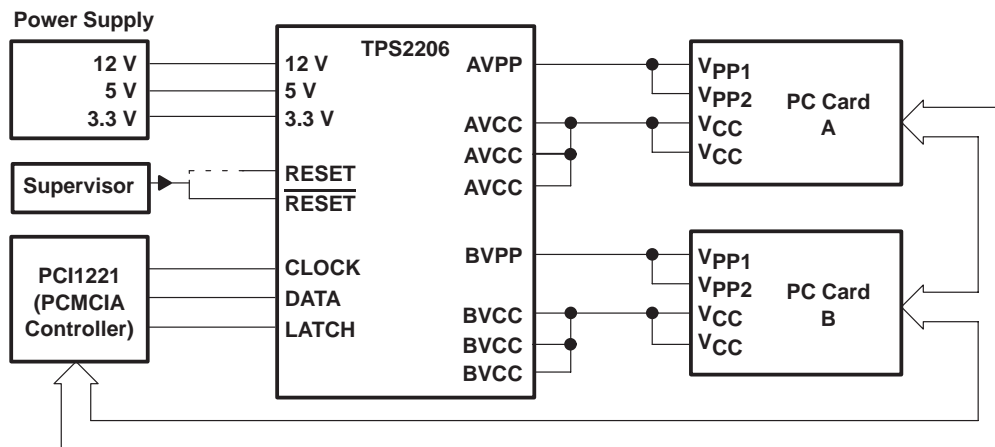 Power Supply
12 V
5 V
3.3 V
Supervisor
PCI1221
(PCMCIA
Controller)
TPS2206
12 V
5 V
3.3 V
RESET
RESET
CLOCK
DATA
LATCH
AVPP
AVCC
AVCC
AVCC
BVPP
BVCC
BVCC
BVCC
VPP1
VPP2
VCC
VCC
PC Card
A
VPP1
VPP2
VCC
VCC
PC Card
B